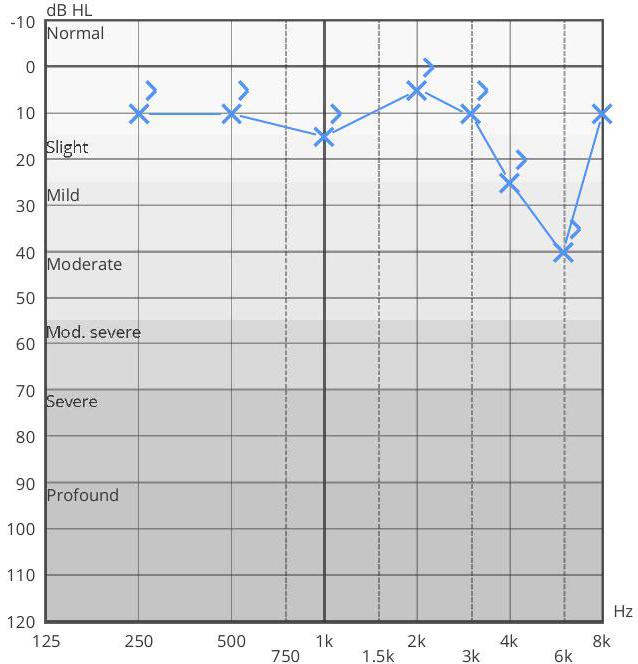 dB HL
-10
Normal
0
10
Slight
20
Mild
30
40
Moderate
50
Mod. severe
60
70
Severe
80
90
Profound
100
110
120
Hz
125 250 500 1k 2k 4k 8k
750 1.5k 3k 6k